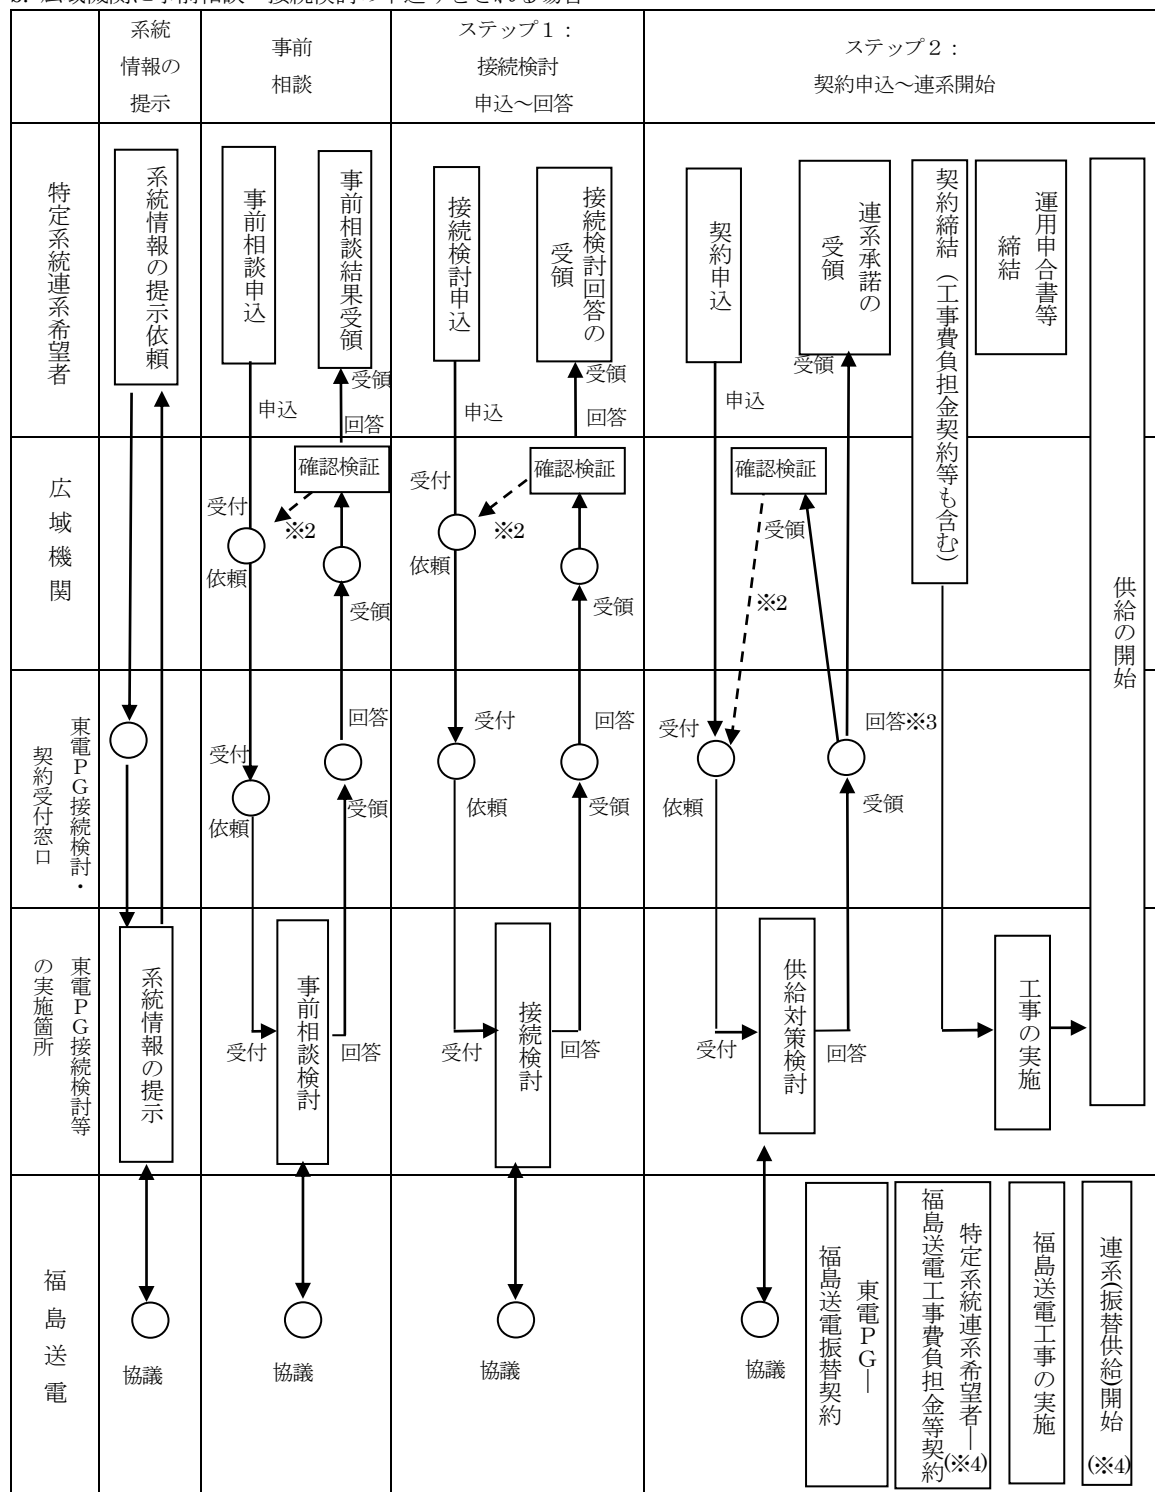 b. 広域機関に事前相談・接続検討の申込みをされる場合
系統
情報の
提示
事前
相談
ステップ1：
接続検討
申込～回答
ステップ2：
契約申込～連系開始
特定系統連系希望者
系統情報の提示依頼
事前相談申込
事前相談結果受領
接続検討申込
接続検討回答の
受領
契約申込
連系承諾の
受領
契約締結（工事費負担金契約等も含む）
運用申合書等
締結
供給の開始
申込
受領
回答
申込
受領
回答
申込
受領
広域機関
受付
依頼
確認検証
※2
受領
受付
依頼
確認検証
※2
受領
確認検証
受領
※2
東電PG接続検討・
契約受付窓口
受付
依頼
回答
受領
受付
依頼
回答
受領
受付
依頼
回答※3
受領
東電PG接続検討等
の実施箇所
系統情報の提示
受付
事前相談検討
回答
受付
接続検討
回答
受付
供給対策検討
回答
工事の実施
福島送電
協議
協議
協議
協議
東電PG―
福島送電振替契約
特定系統連系希望者―
福島送電工事費負担金等契約
(※4)
福島送電工事の実施
連系(振替供給)開始
(※4)